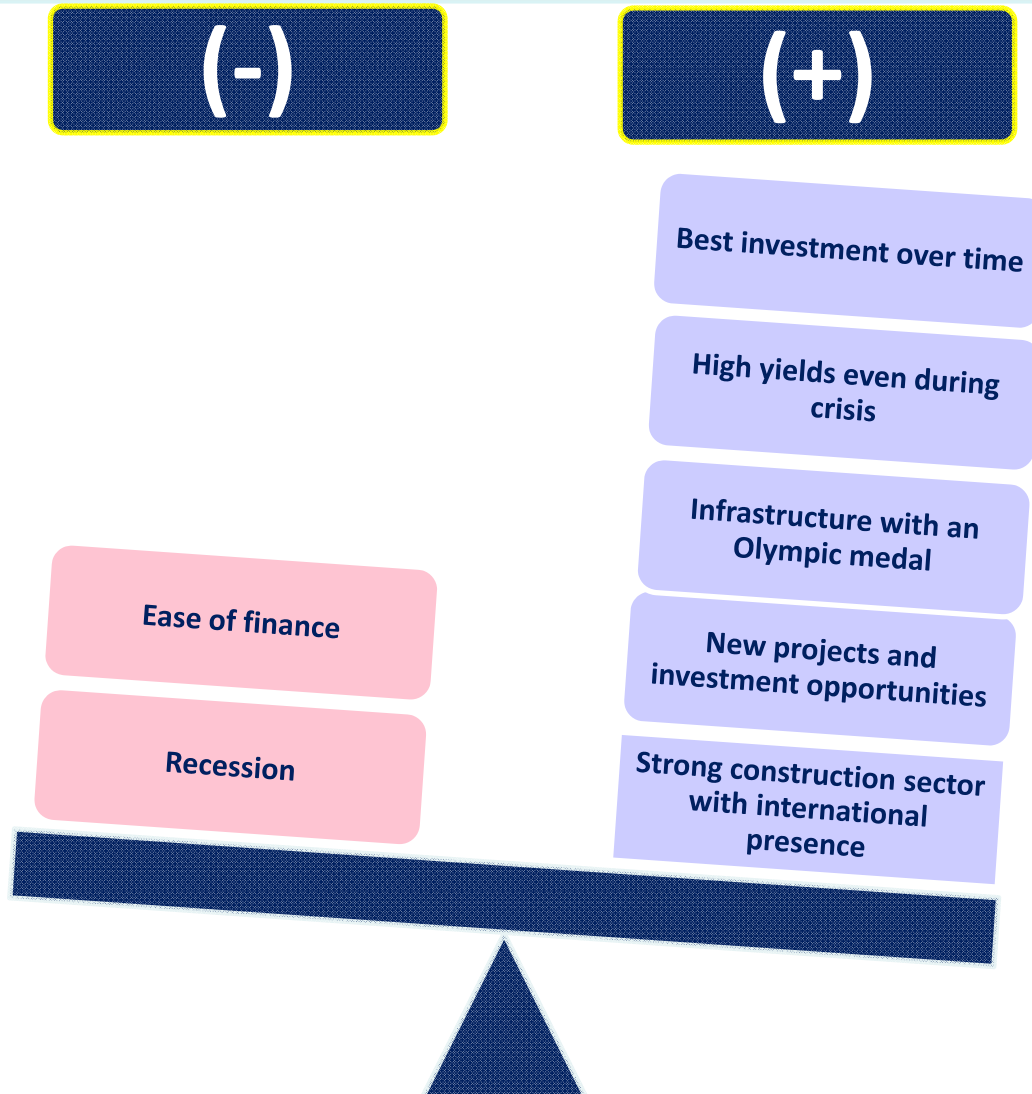 (-)
(+)
Best investment over time
High yields even during
crisis
Infrastructure with an
Olympic medal
New projects and
investment opportunities
Strong construction sector
with international
presence
Ease of finance
Recession